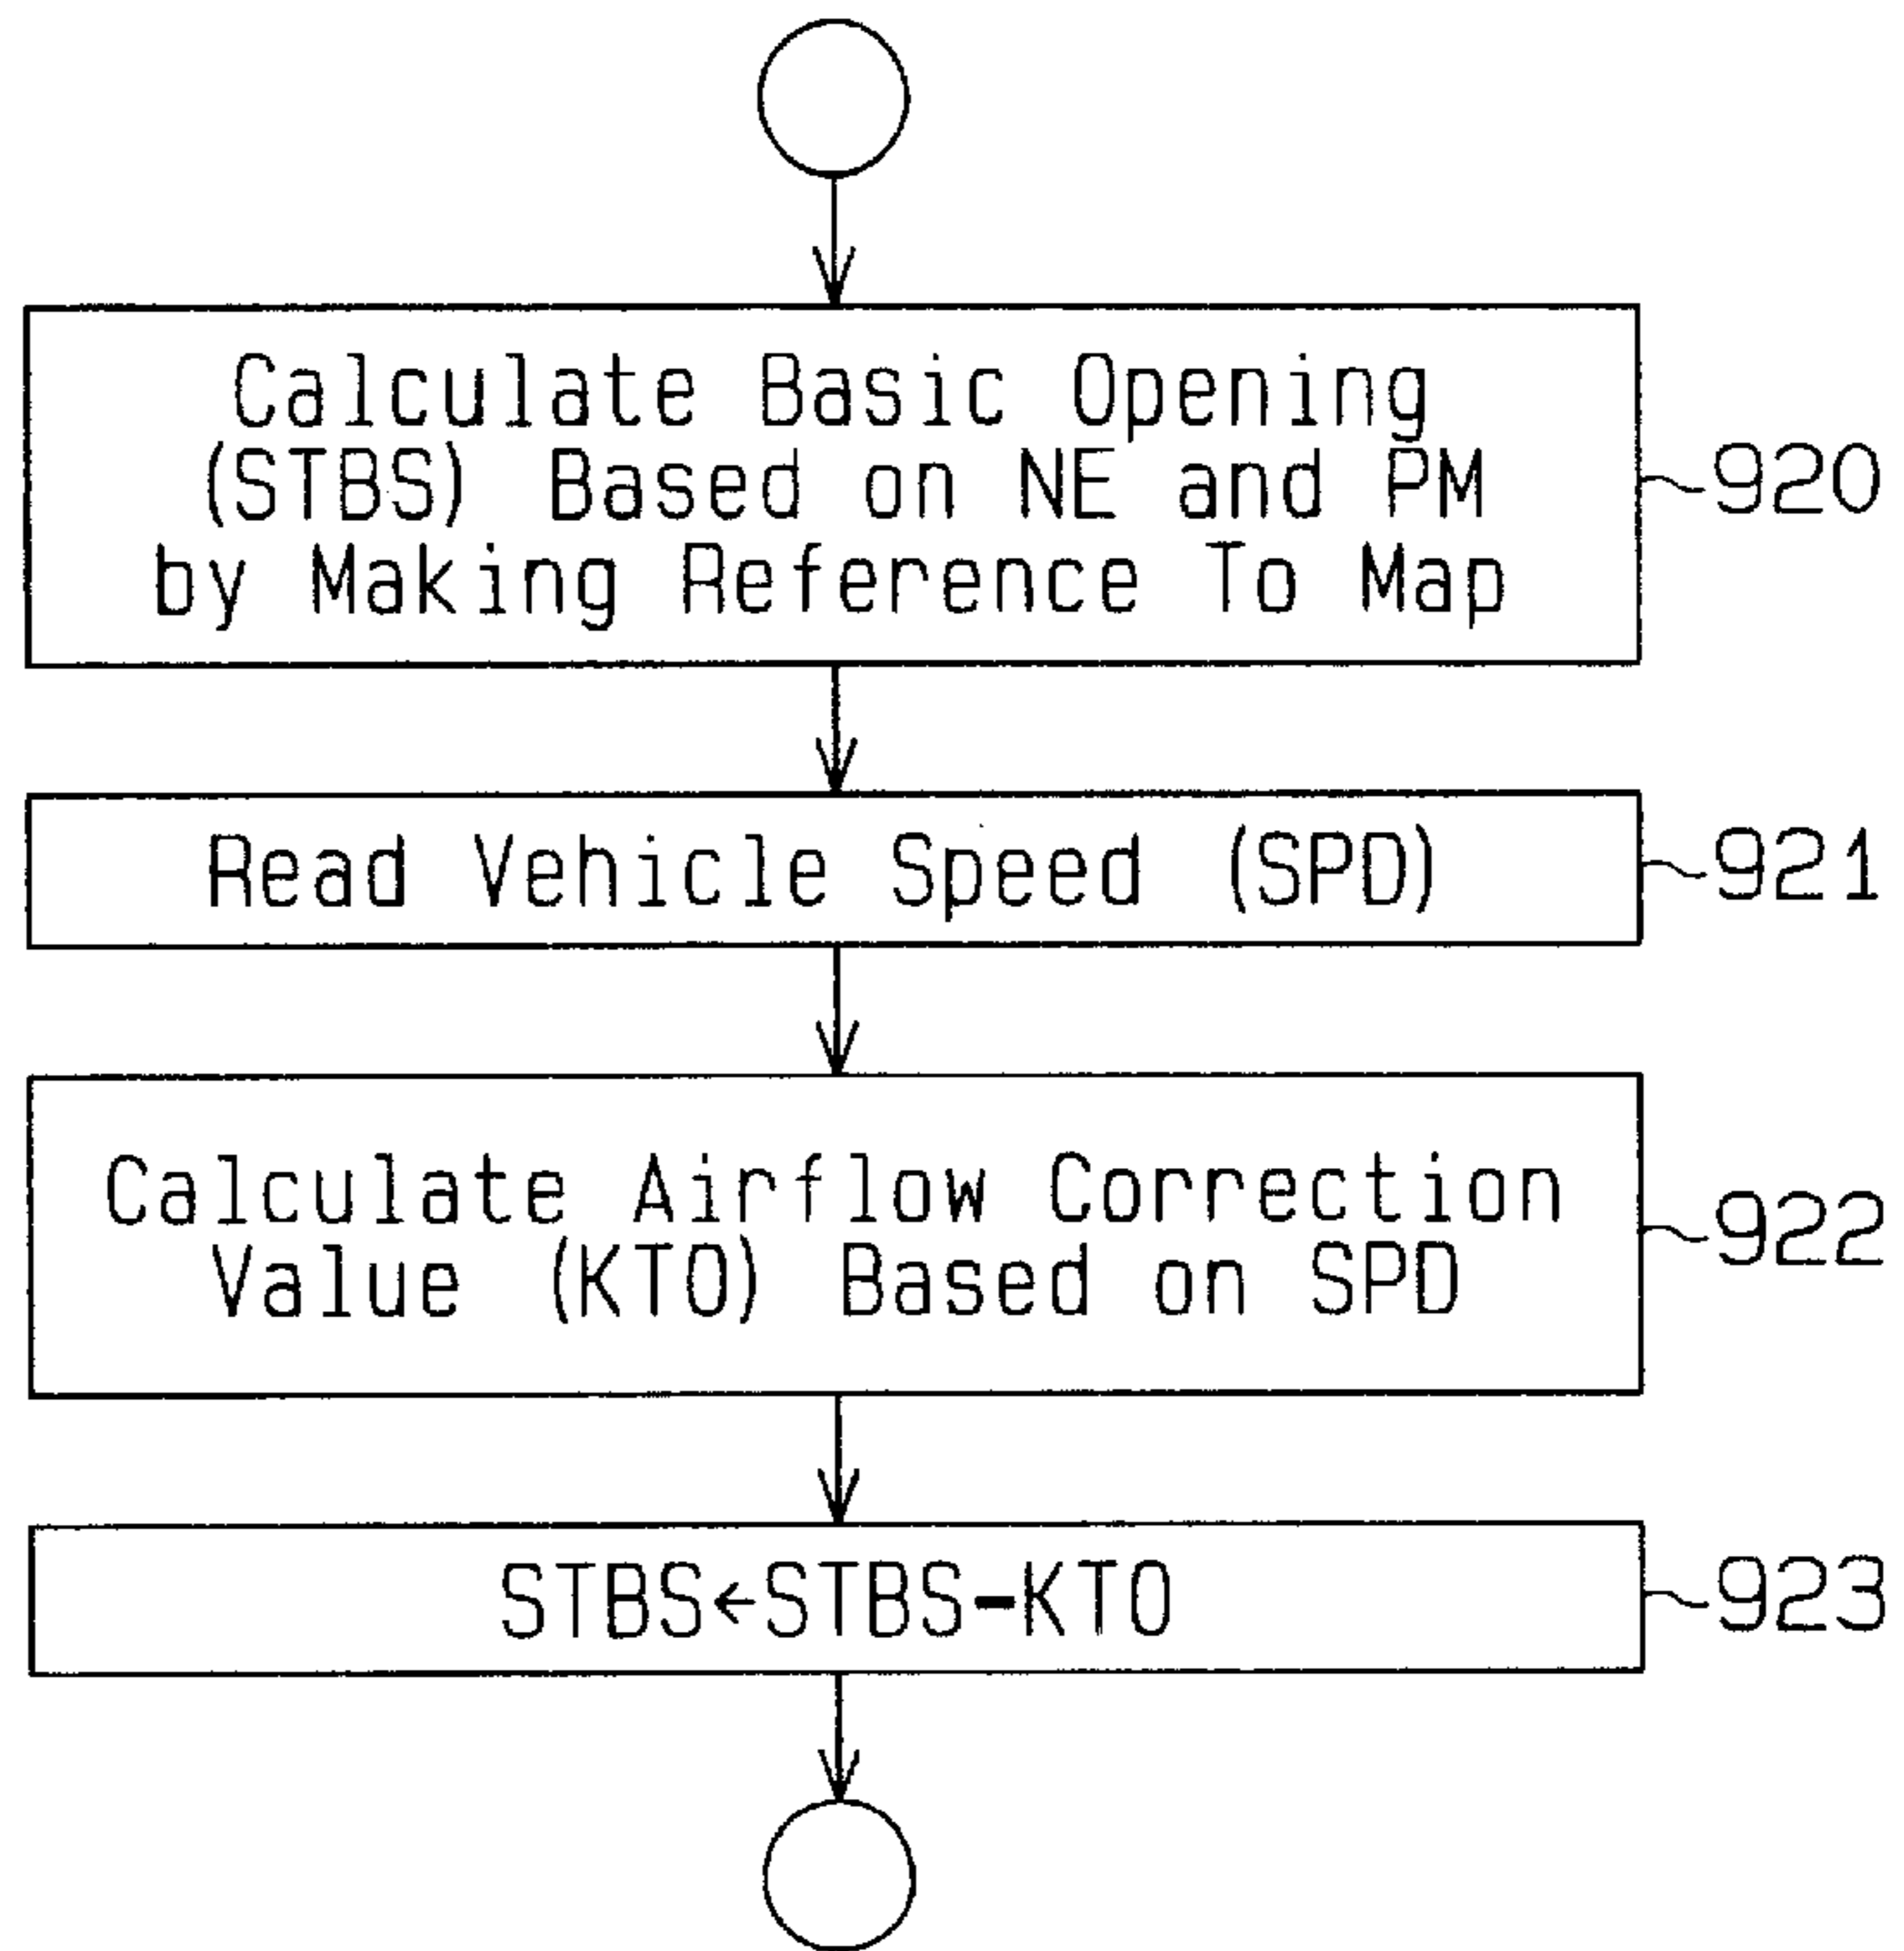 Calculate Basic Opening
(STBS) Based on NE and PM
by Making Reference To Map
920
Read Vehicle Speed (SPD)
921
Calculate Airflow Correction
Value (KTO) Based on SPD
922
STBS←STBS-KTO
923